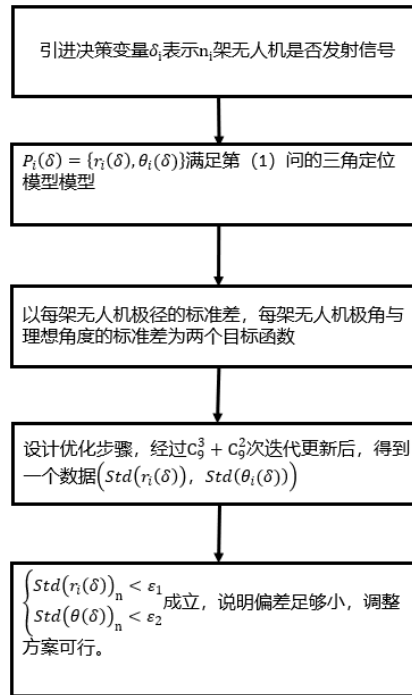 引进决策变量δᵢ表示nᵢ架无人机是否发射信号
Pᵢ(δ) = {rᵢ(δ), θᵢ(δ)}满足第（1）问的三角定位
模型模型
以每架无人机极径的标准差，每架无人机极角与
理想角度的标准差为两个目标函数
设计优化步骤，经过C₉³ + C₉²次迭代更新后，得到
一个数据(Std(rᵢ(δ)), Std(θᵢ(δ)))
{Std(rᵢ(δ))ₙ < ε₁
{Std(θ(δ))ₙ < ε₂ 成立，说明偏差足够小，调整
方案可行。